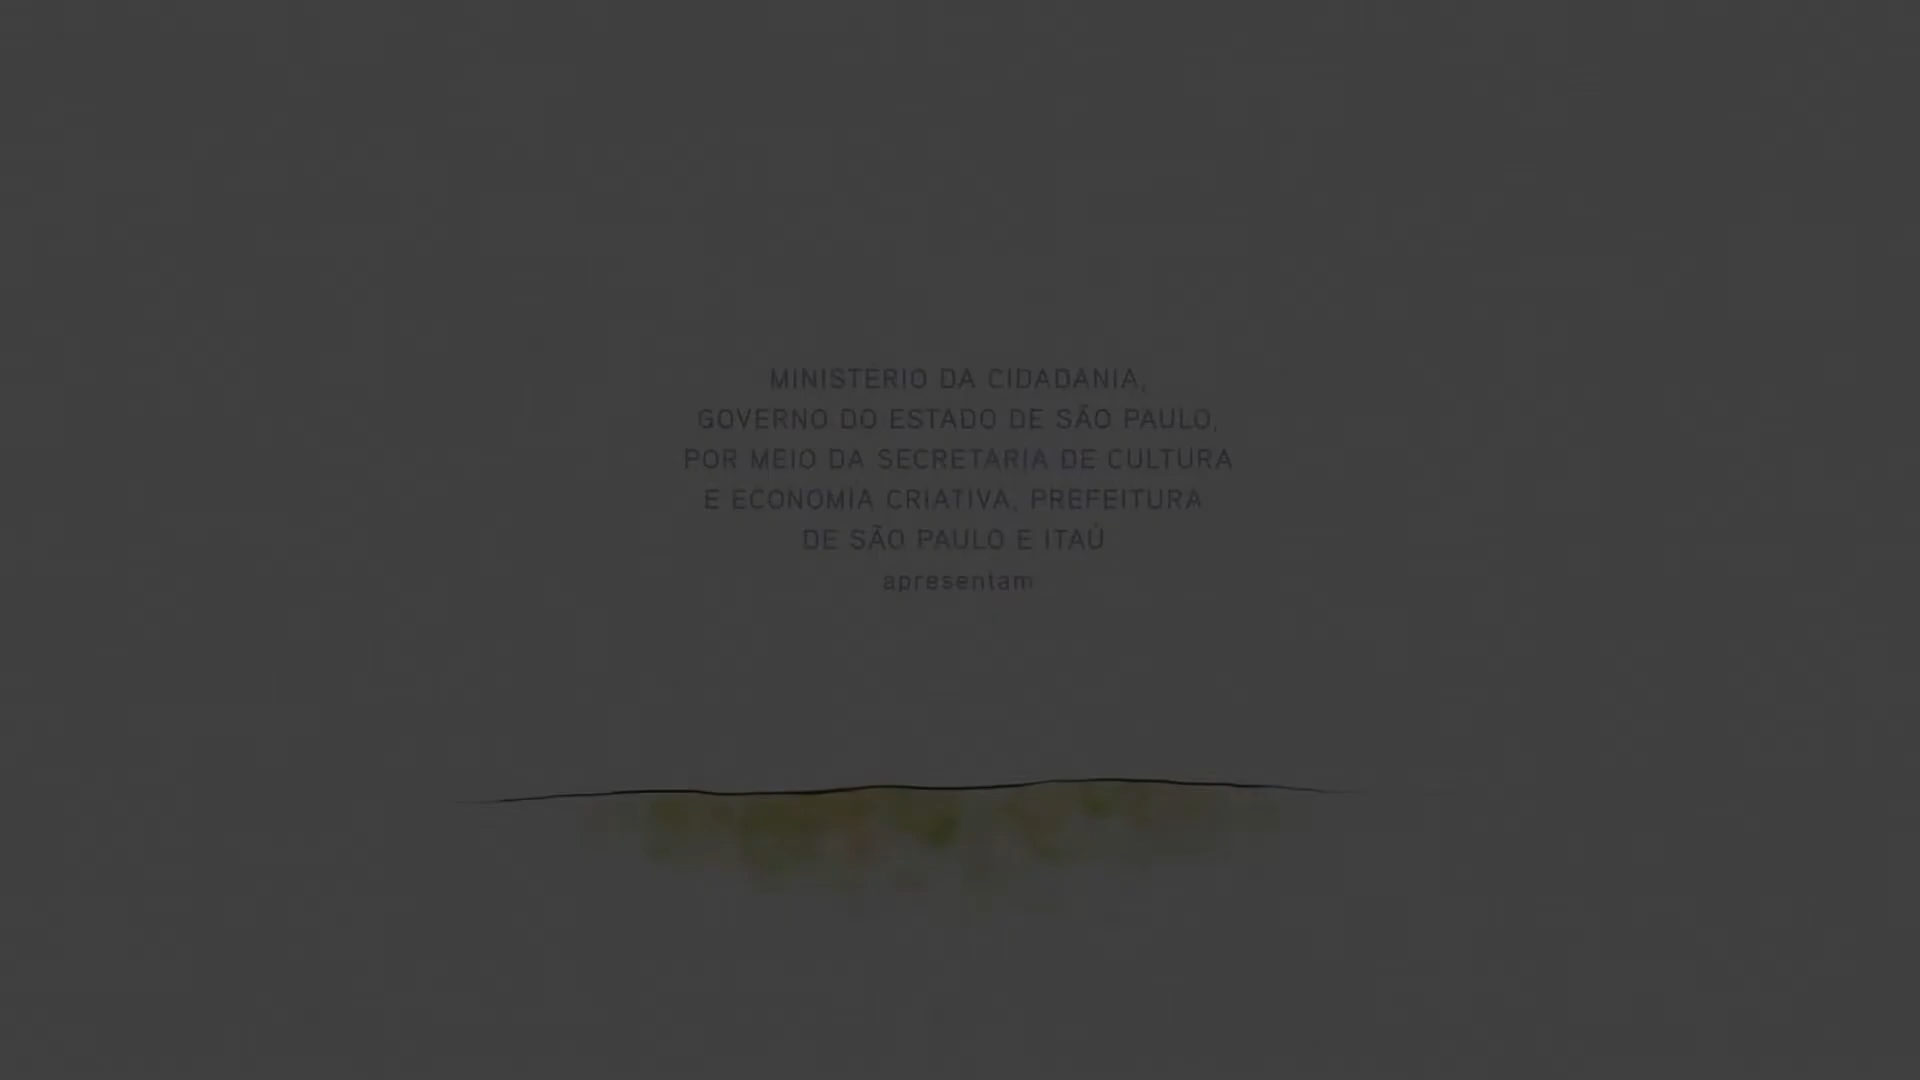 MINISTERIO DA CIDADANIA,
GOVERNO DO ESTADO DE SÃO PAULO,
POR MEIO DA SECRETARIA DE CULTURA
E ECONOMIA CRIATIVA, PREFEITURA
DE SÃO PAULO E ITAÚ
apresentam